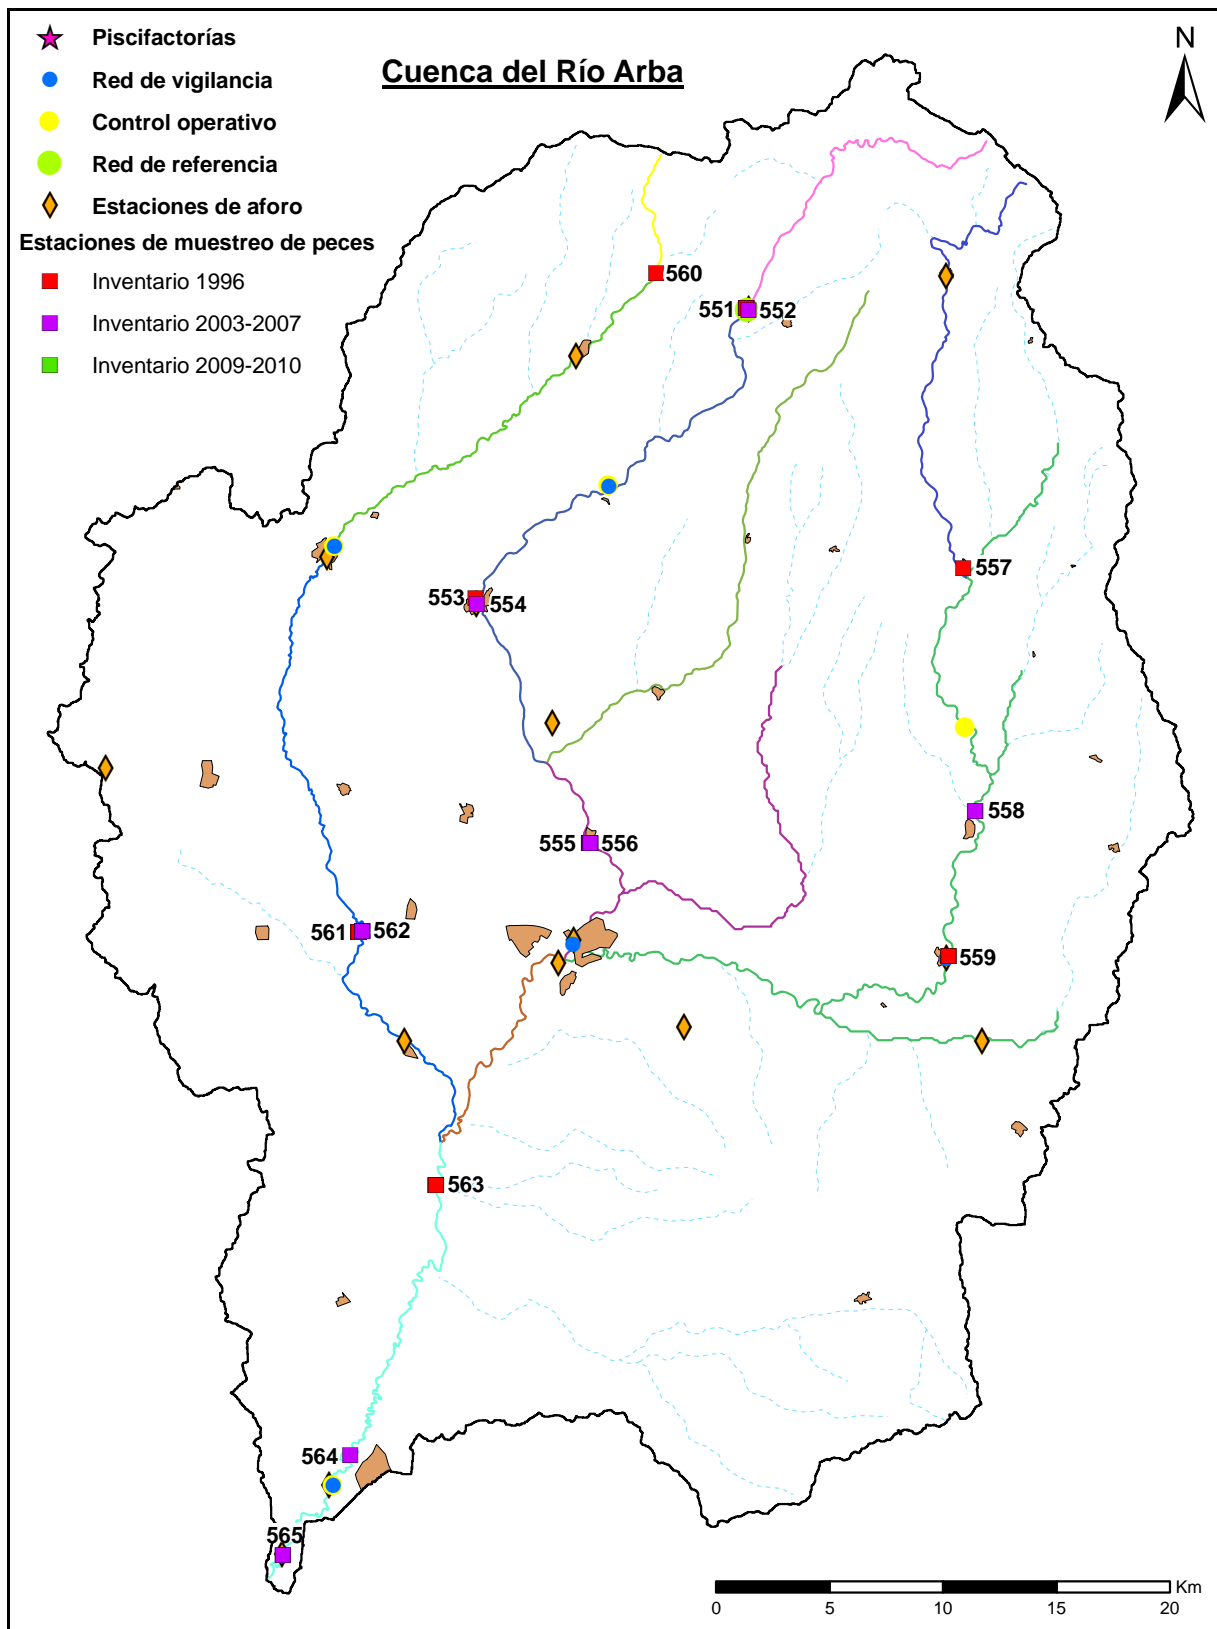 Cuenca del Río Arba
N
Piscifactorías
Red de vigilancia
Control operativo
Red de referencia
Estaciones de aforo
Estaciones de muestreo de peces
Inventario 1996
Inventario 2003-2007
Inventario 2009-2010
560
551 552
557
553
554
558
555 556
561 562
559
563
564
565
Km
0 5 10 15 20